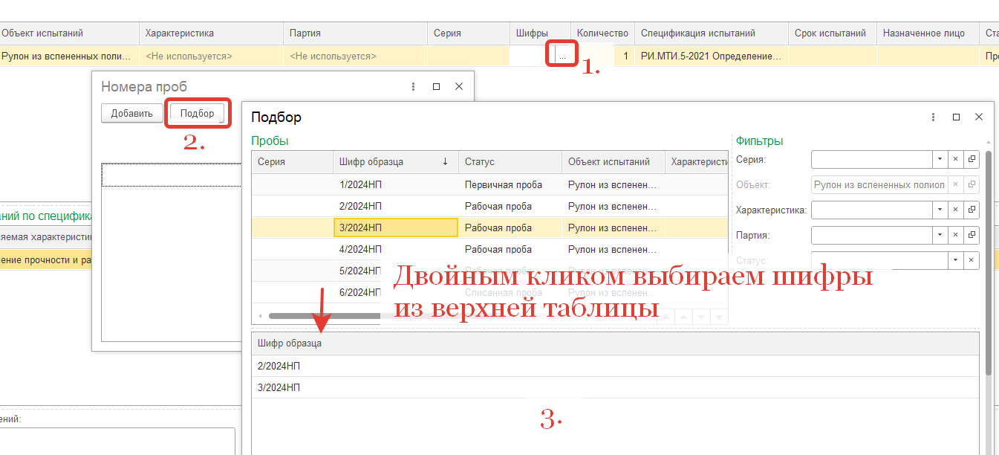 Объект испытаний Характеристика Партия Серия Шифры Количество Спецификация испытаний Срок испытаний Назначенное лицо Ста
Рулон из вспененных поли... <Не используется> <Не используется> ... 1 РИ.МТИ.5-2021 Определение... Про
1.
Номера проб
Добавить Подбор
2.
Подбор
Пробы
Серия Шифр образца ↓ Статус Объект испытаний Характеристи
1/2024НП Первичная проба Рулон из вспенен...
2/2024НП Рабочая проба Рулон из вспенен...
3/2024НП Рабочая проба Рулон из вспенен...
4/2024НП Рабочая проба Рулон из вспенен...
5/2024НП Рабочая проба Рулон из вспенен...
6/2024НП Списанная проба Рулон из вспенен...
Фильтры
Серия:
Объект: Рулон из вспененных полиол
Характеристика:
Партия:
Статус:
Двойным кликом выбираем шифры
из верхней таблицы
Шифр образца
2/2024НП
3/2024НП
3.
аний по специфика
яемая характеристи
ение прочности и ра
ений: